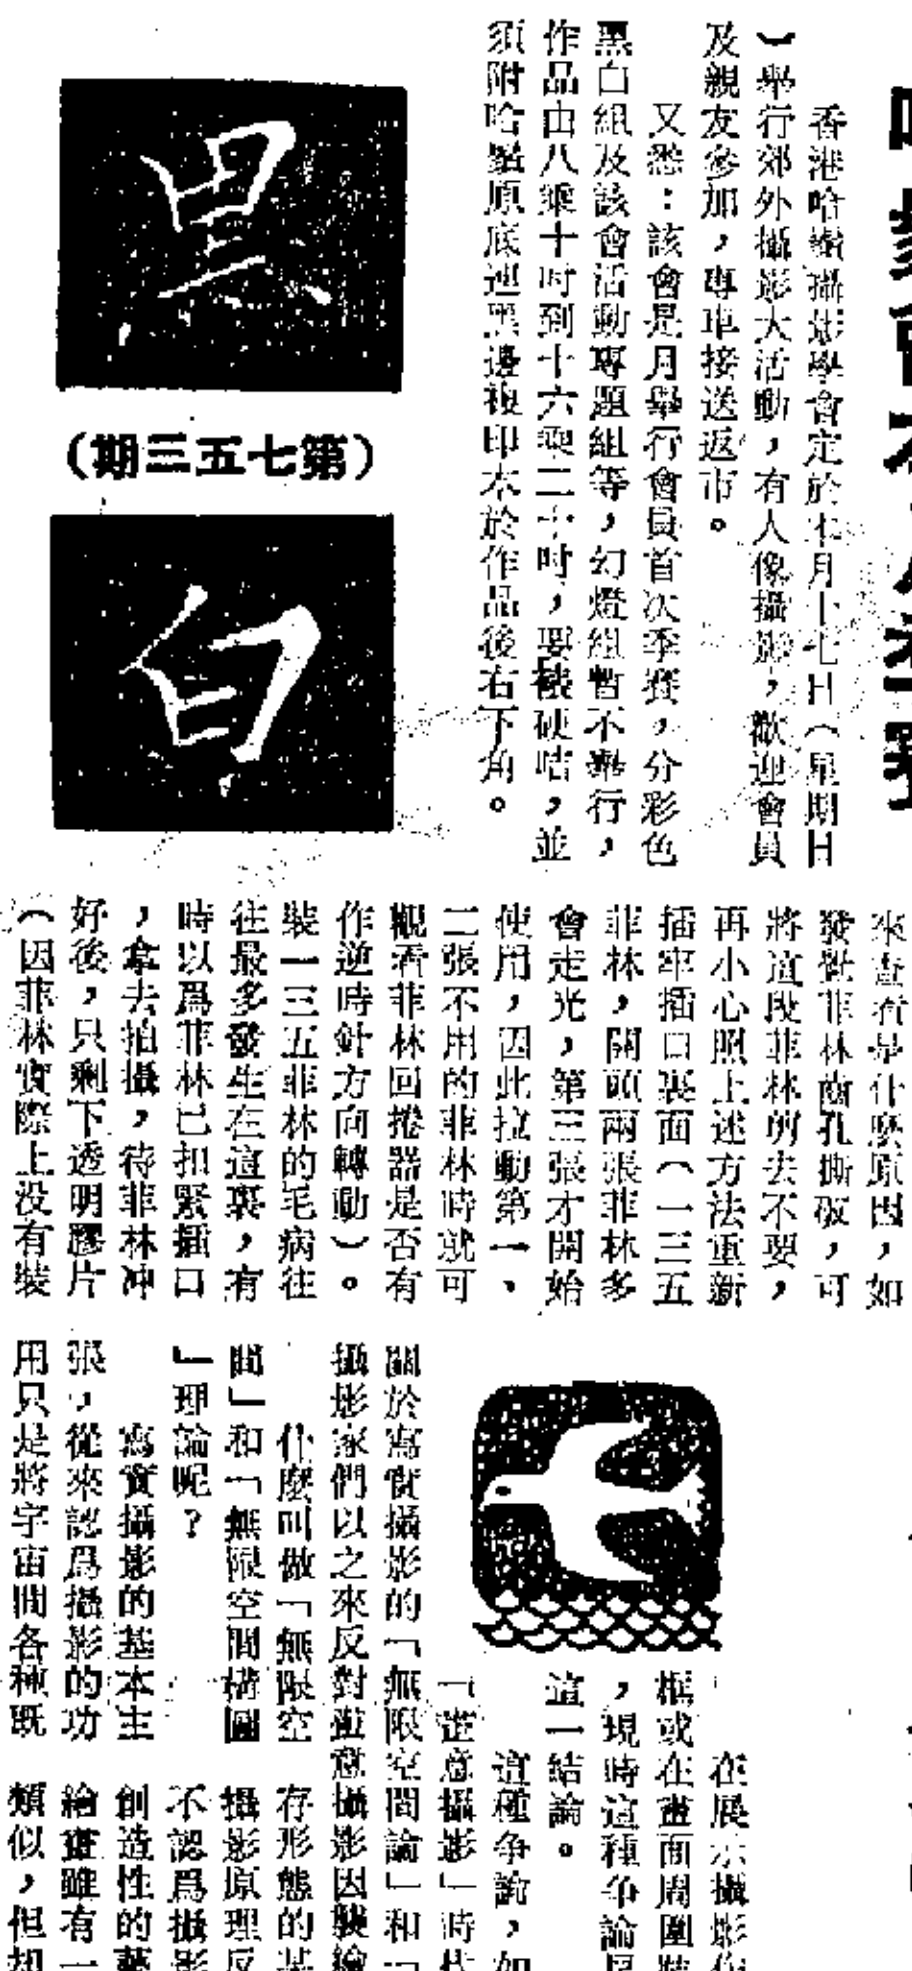 香港哈㗎攝影學會定於本月十七日（星期日
）舉行郊外攝影大活動，有人像攝影，歡迎會員
及親友參加，專車接送返市。
又悉：該會是月舉行會員首次季賽，分彩色
黑白組及該會活動專題組等，幻燈組暫不舉行，
作品由八乘十吋到十六乘二十吋，要裱硬咭，並
須附哈原底連黑邊複印本於作品後右下角。
黑
（第七五三期）
白
來查看是什麼原因，如
發覺菲林齒孔撕破，可
將這段菲林剪去不要，
再小心照上述方法重新
插牢插口裏面（一三五
菲林，開頭兩張菲林多
會走光，第三張才開始
使用，因此拉動第一、
二張不用的菲林時就可
觀看菲林回捲器是否有
作逆時針方向轉動）。
裝一三五菲林的毛病往
往最多發生在這裏，有
時以爲菲林已扣緊插口
，拿去拍攝，待菲林冲
好後，只剩下透明膠片
（因菲林實際上没有裝
在展示攝影作
框或在畫面周圍
，現時這種争論
這一結論。
這種争論，如
「意攝影」時代
關於寫實攝影的「無限空間論」和「
攝影家們以之來反對意攝影因繪
什麼叫做「無限空
間」和「無限空間構圖
」理論呢？
寫實攝影的基本主
張，從來認爲攝影的功
用只是將宇宙間各種既
存形態的某
攝影原理反
不認爲攝影
創造性的藝
繪畫雖有一
類似，但却